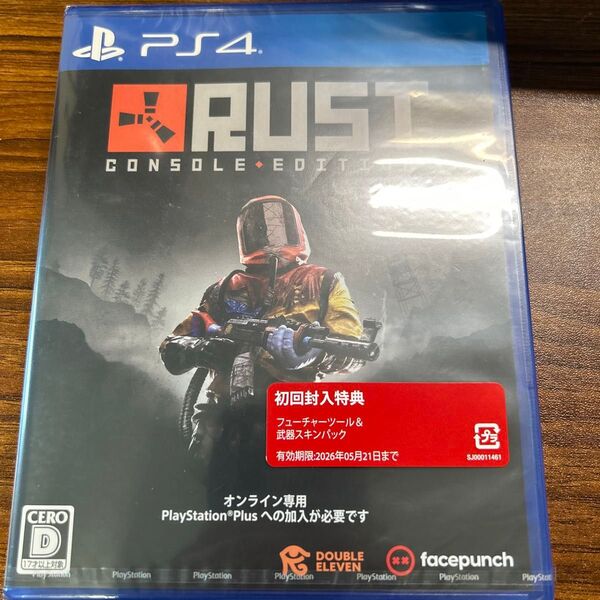 PS4
RUST
CONSOLE EDITION
初回封入特典
フューチャーツール&
武器スキンパック
有効期限:2026年05月21日まで
プラ
SJ00011461
オンライン専用
PlayStation®Plus への加入が必要です
CERO
D
17才以上対象
DOUBLE
ELEVEN
facepunch
PlayStation PlayStation PlayStation PlayStation PlayStation